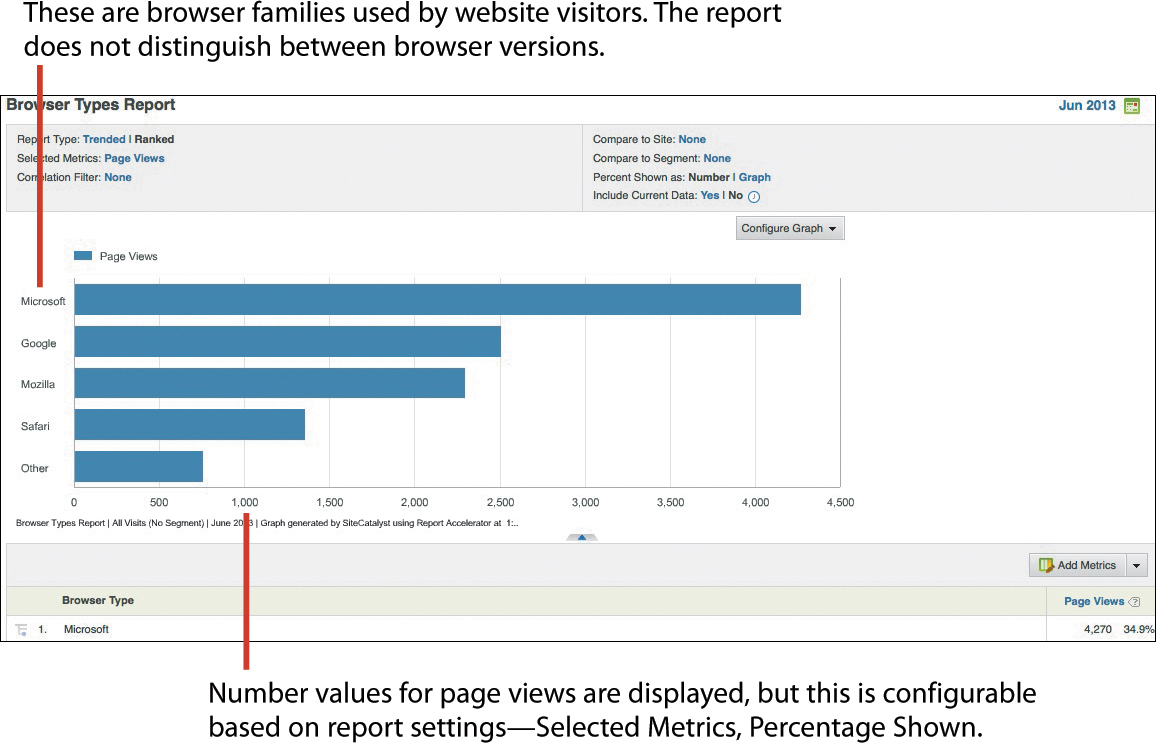 These are browser families used by website visitors. The report
does not distinguish between browser versions.
Browser Types Report
Jun 2013
Report Type: Trended | Ranked
Selected Metrics: Page Views
Correlation Filter: None
Compare to Site: None
Compare to Segment: None
Percent Shown as: Number | Graph
Include Current Data: Yes | No
Configure Graph
Page Views
Microsoft
Google
Mozilla
Safari
Other
0 500 1,000 1,500 2,000 2,500 3,000 3,500 4,000 4,500
Browser Types Report | All Visits (No Segment) | June 2013 | Graph generated by SiteCatalyst using Report Accelerator at 1:..
Add Metrics
Browser Type Page Views ?
1. Microsoft 4,270 34.9%
Number values for page views are displayed, but this is configurable
based on report settings—Selected Metrics, Percentage Shown.